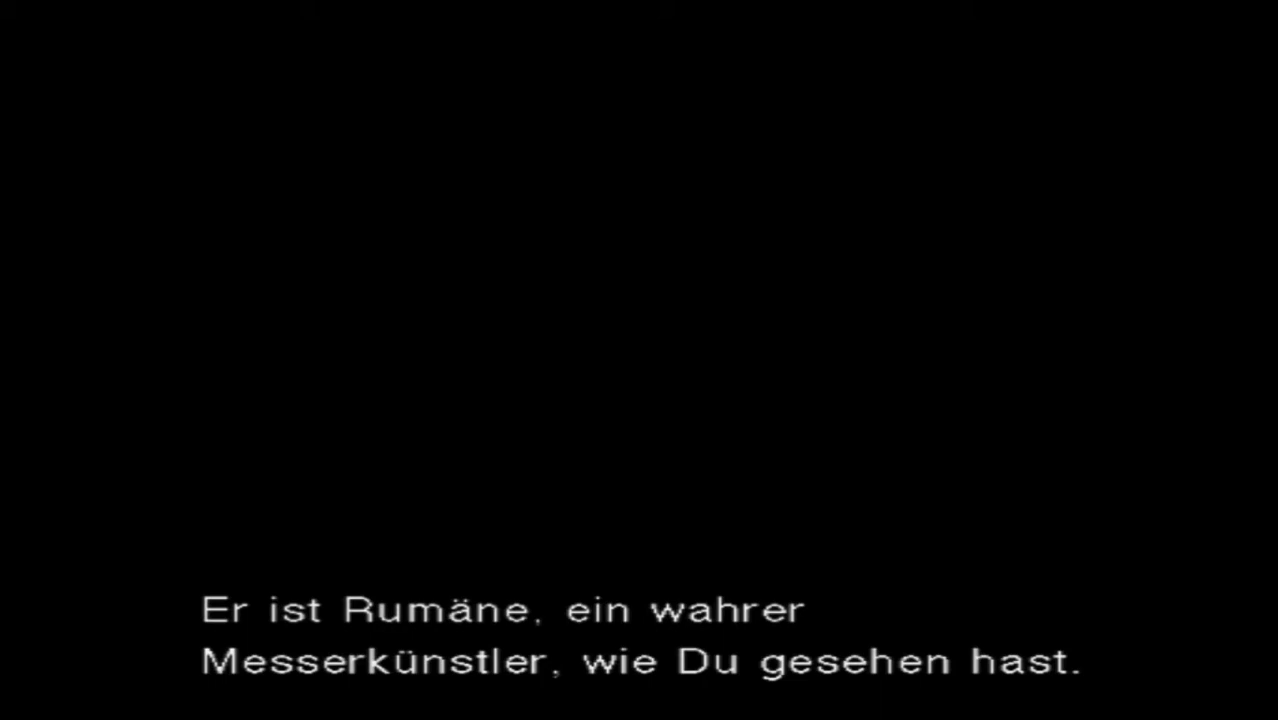 Er ist Rumäne, ein wahrer
Messerkünstler, wie Du gesehen hast.